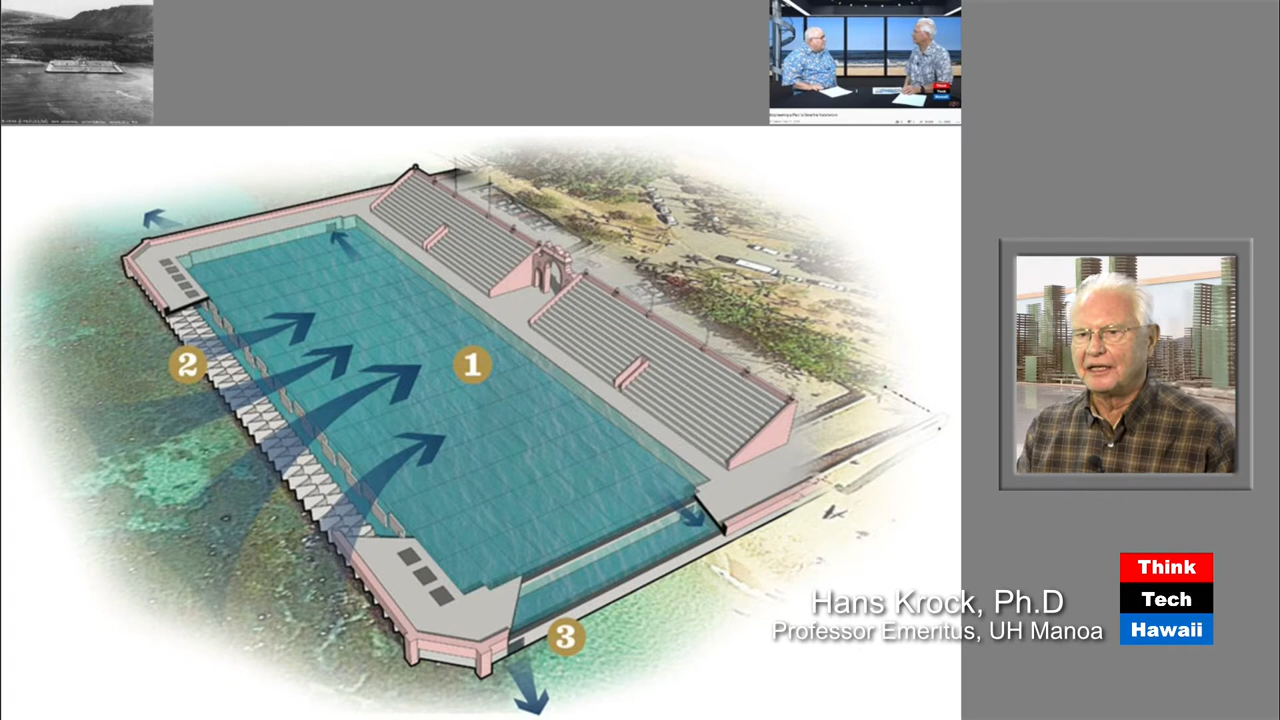 2
1
3
Hans Krock, Ph.D
Professor Emeritus, UH Manoa
Think
Tech
Hawaii